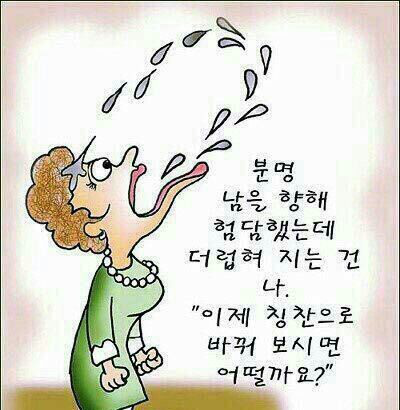 분명
남을 향해
험담했는데
더럽혀 지는 건
나.
"이제 칭찬으로
바꿔 보시면
어떨까요?"